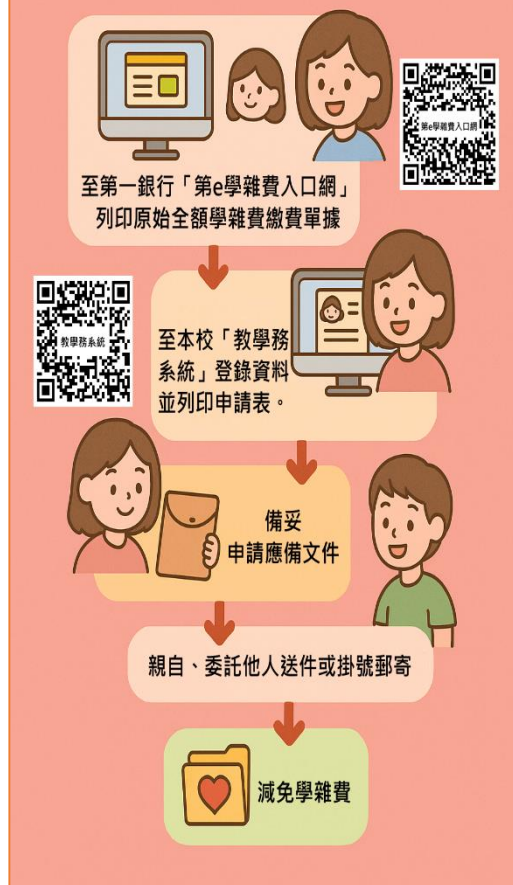 第e學雜費入口網
至第一銀行「第e學雜費入口網」
列印原始全額學雜費繳費單據
教學務系統
至本校「教學務
系統」登錄資料
並列印申請表。
備妥
申請應備文件
親自、委託他人送件或掛號郵寄
減免學雜費